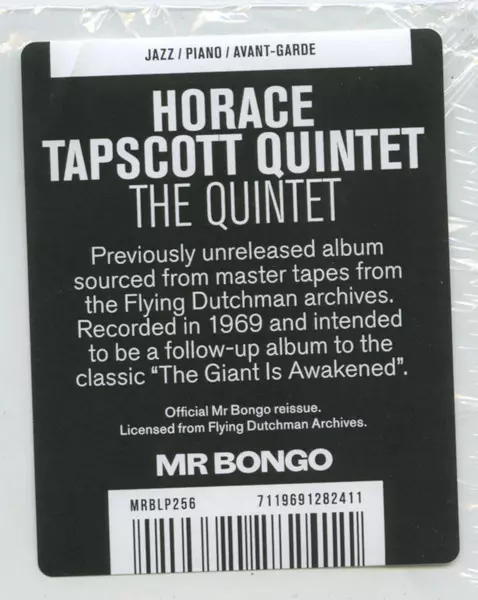 JAZZ / PIANO / AVANT-GARDE
HORACE
TAPSCOTT QUINTET
THE QUINTET
Previously unreleased album
sourced from master tapes from
the Flying Dutchman archives.
Recorded in 1969 and intended
to be a follow-up album to the
classic “The Giant Is Awakened”.
Official Mr Bongo reissue.
Licensed from Flying Dutchman Archives.
MR BONGO
MRBLP256 7119691282411